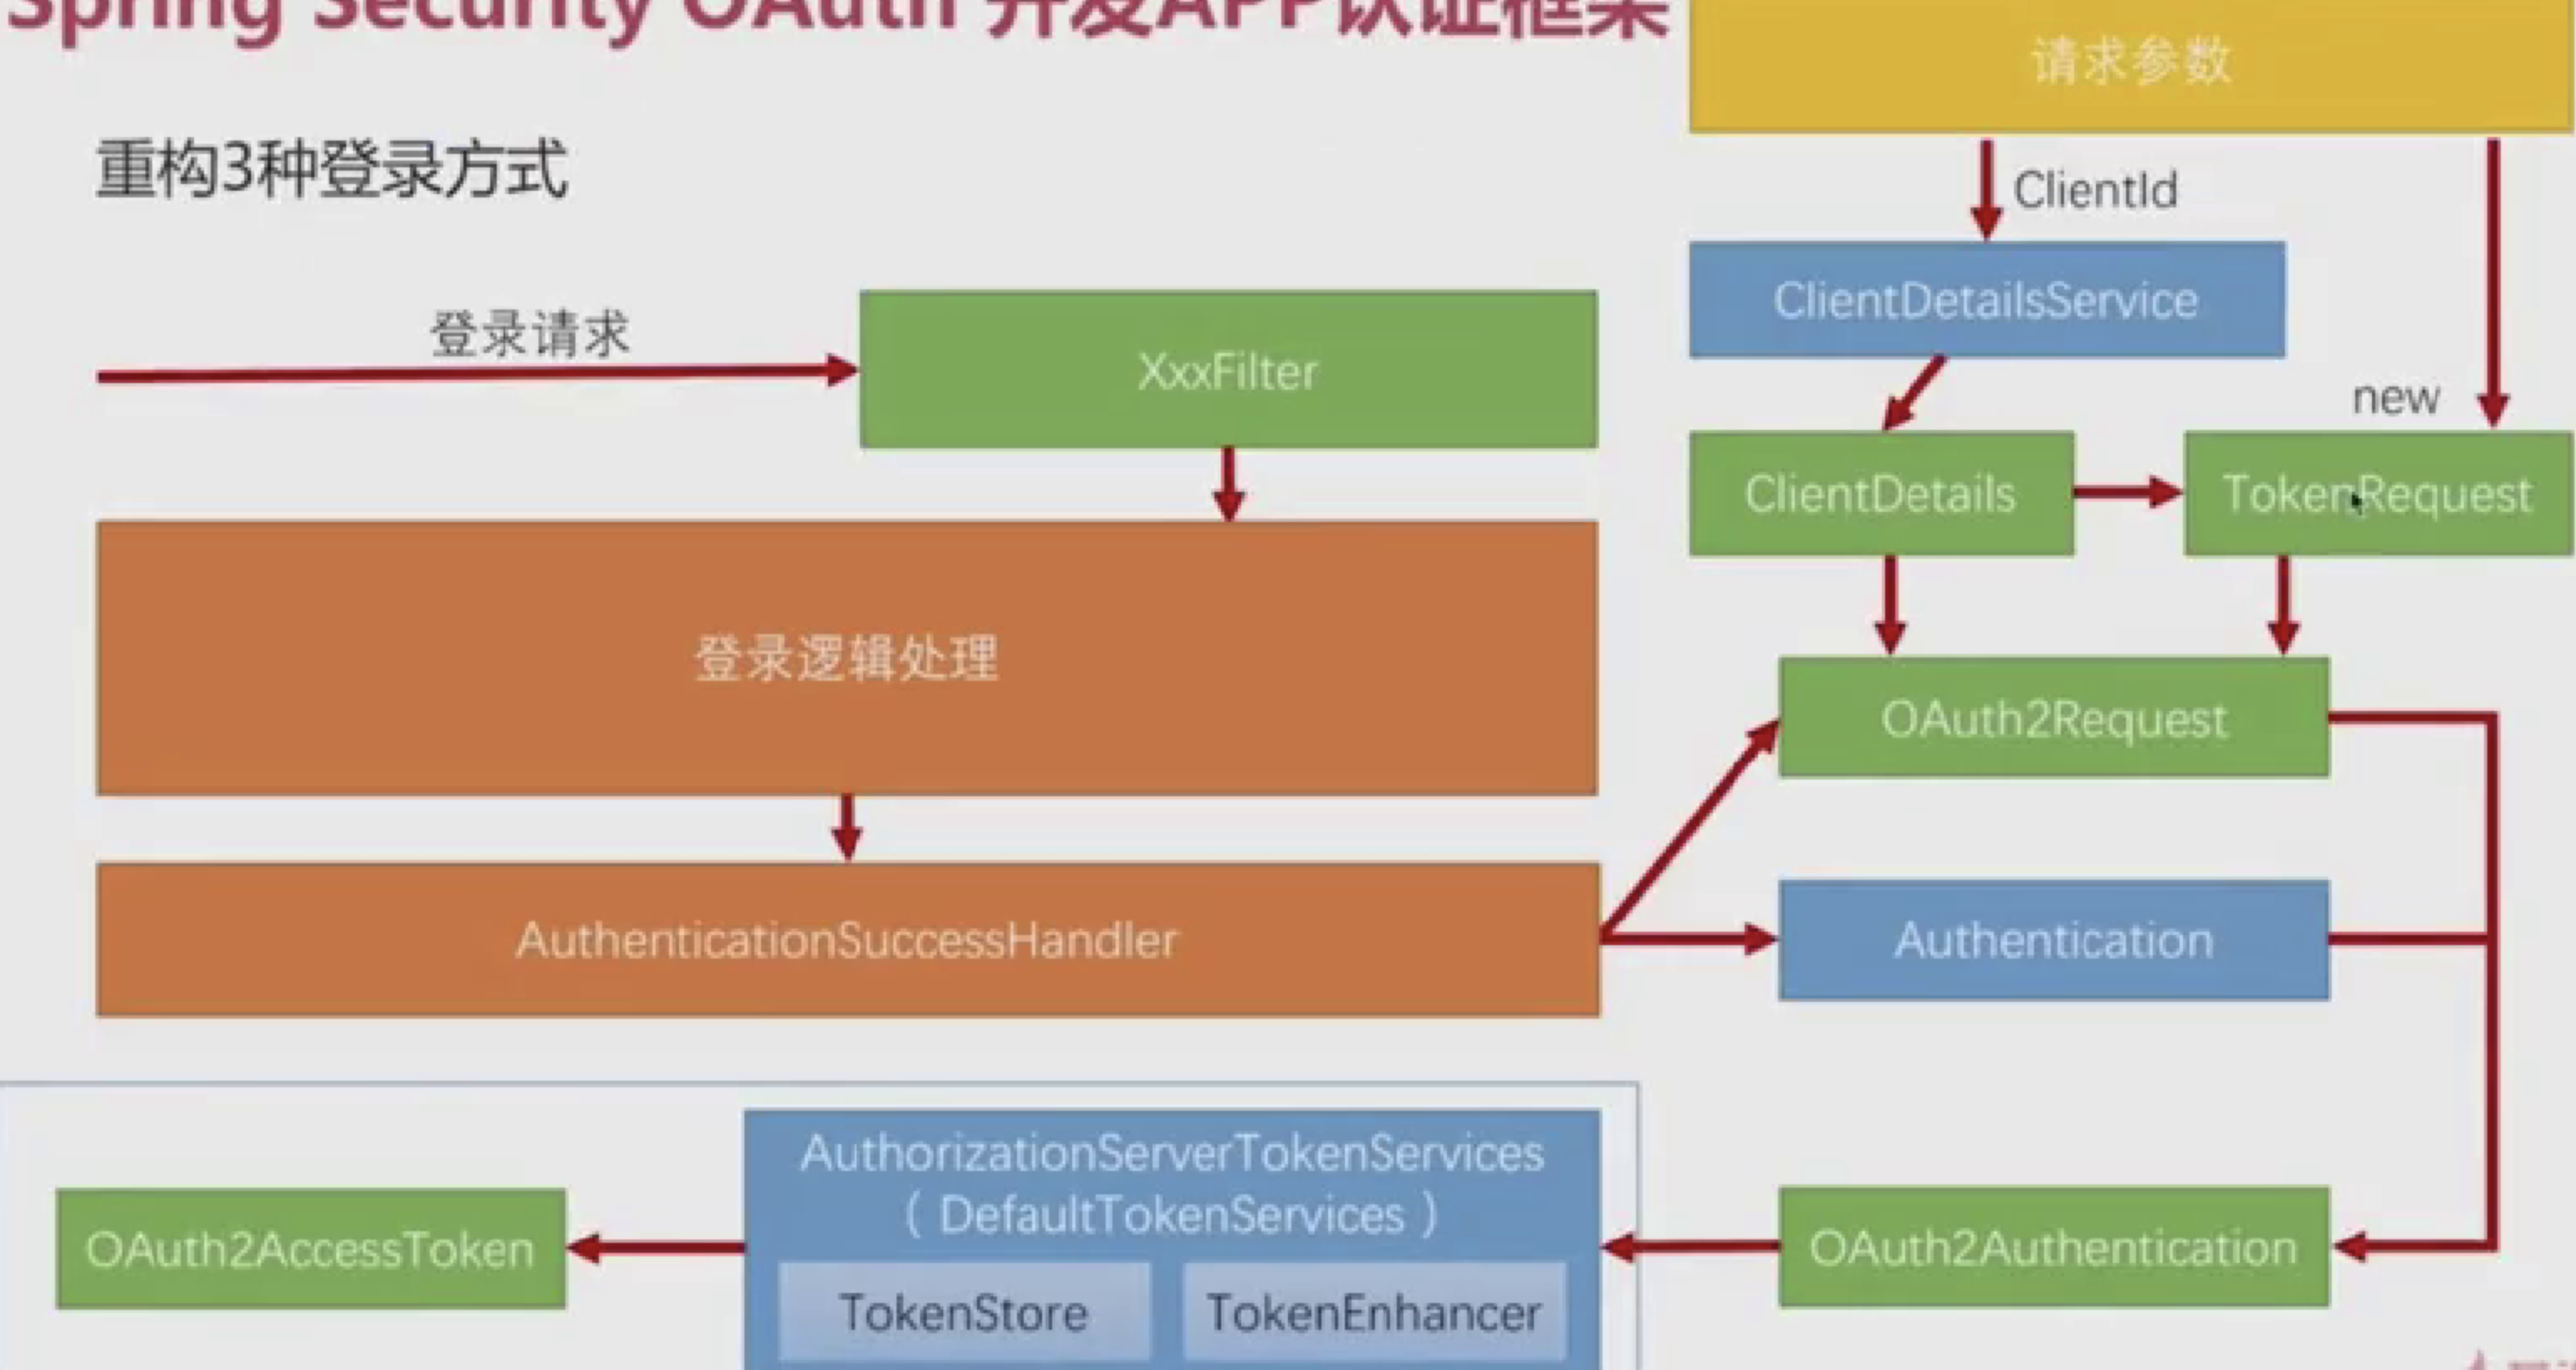 Spring Security OAuth 开发APP认证框架
请求参数
重构3种登录方式
ClientId
ClientDetailsService
登录请求
XxxFilter
new
ClientDetails
TokenRequest
登录逻辑处理
OAuth2Request
AuthenticationSuccessHandler
Authentication
AuthorizationServerTokenServices
( DefaultTokenServices )
OAuth2AccessToken
OAuth2Authentication
TokenStore
TokenEnhancer